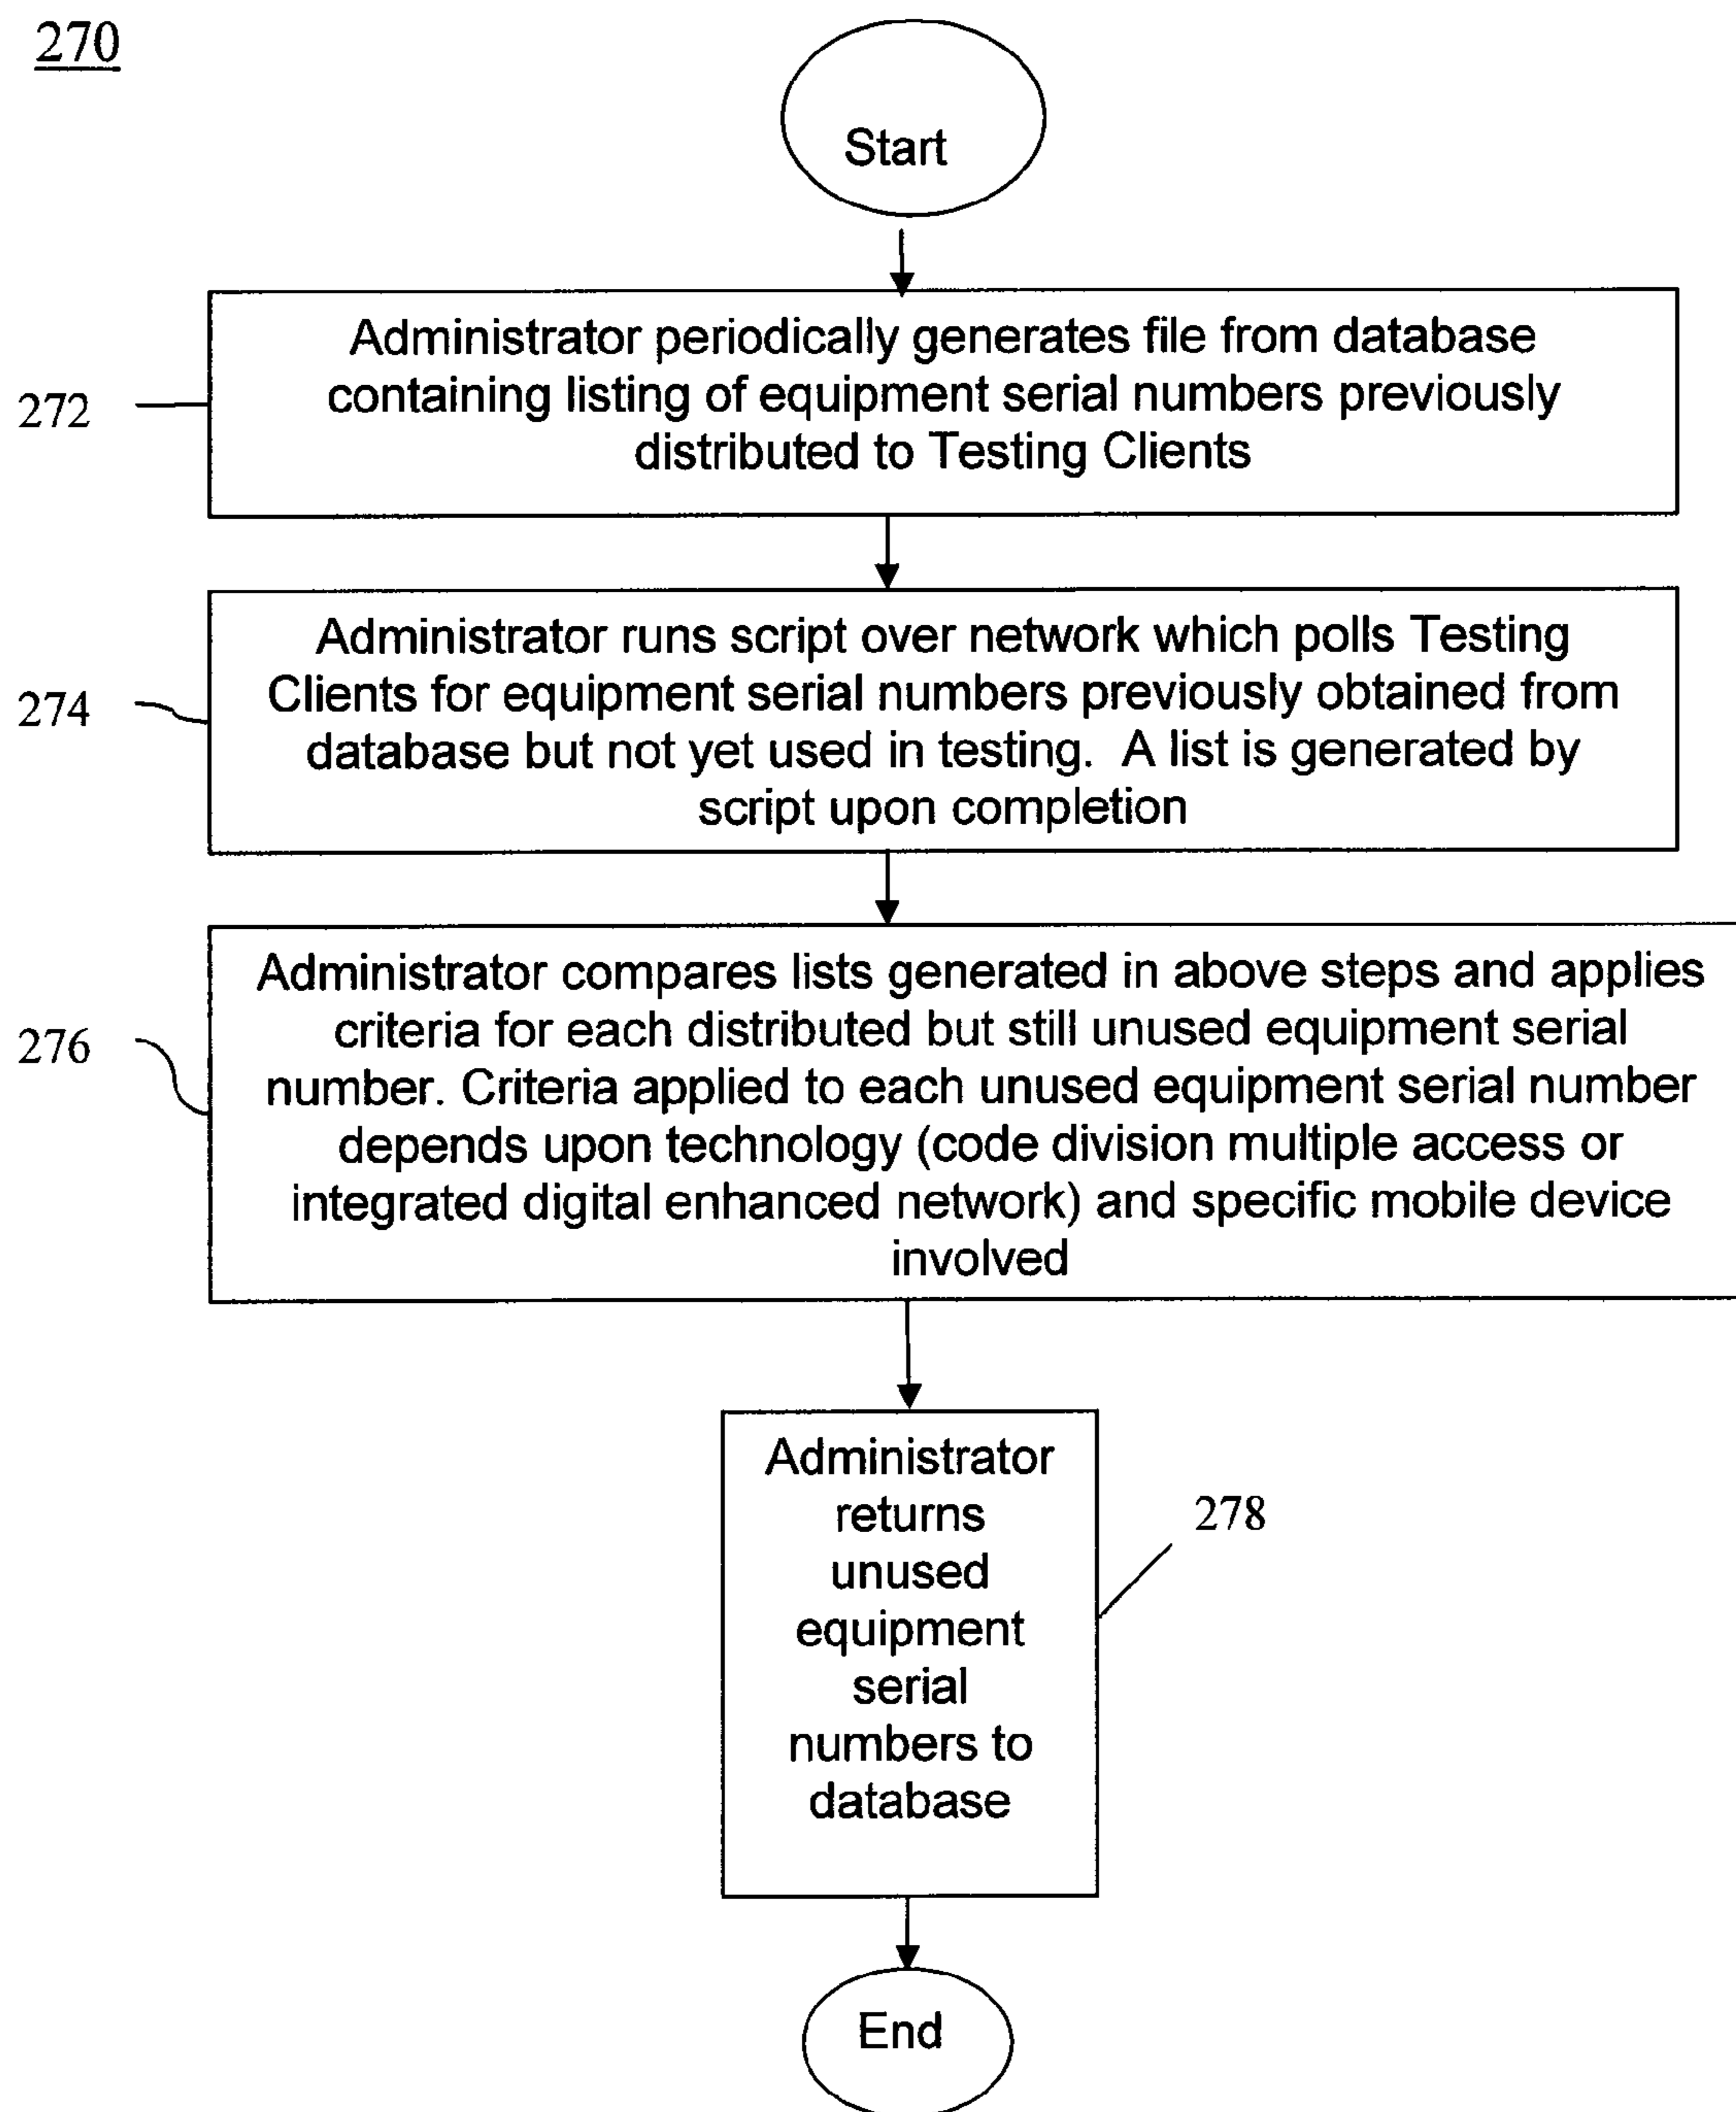 270
Start
Administrator periodically generates file from database
containing listing of equipment serial numbers previously
distributed to Testing Clients
272
Administrator runs script over network which polls Testing
Clients for equipment serial numbers previously obtained from
database but not yet used in testing.  A list is generated by
script upon completion
274
Administrator compares lists generated in above steps and applies
criteria for each distributed but still unused equipment serial
number. Criteria applied to each unused equipment serial number
depends upon technology (code division multiple access or
integrated digital enhanced network) and specific mobile device
involved
276
Administrator
returns
unused
equipment
serial
numbers to
database
278
End